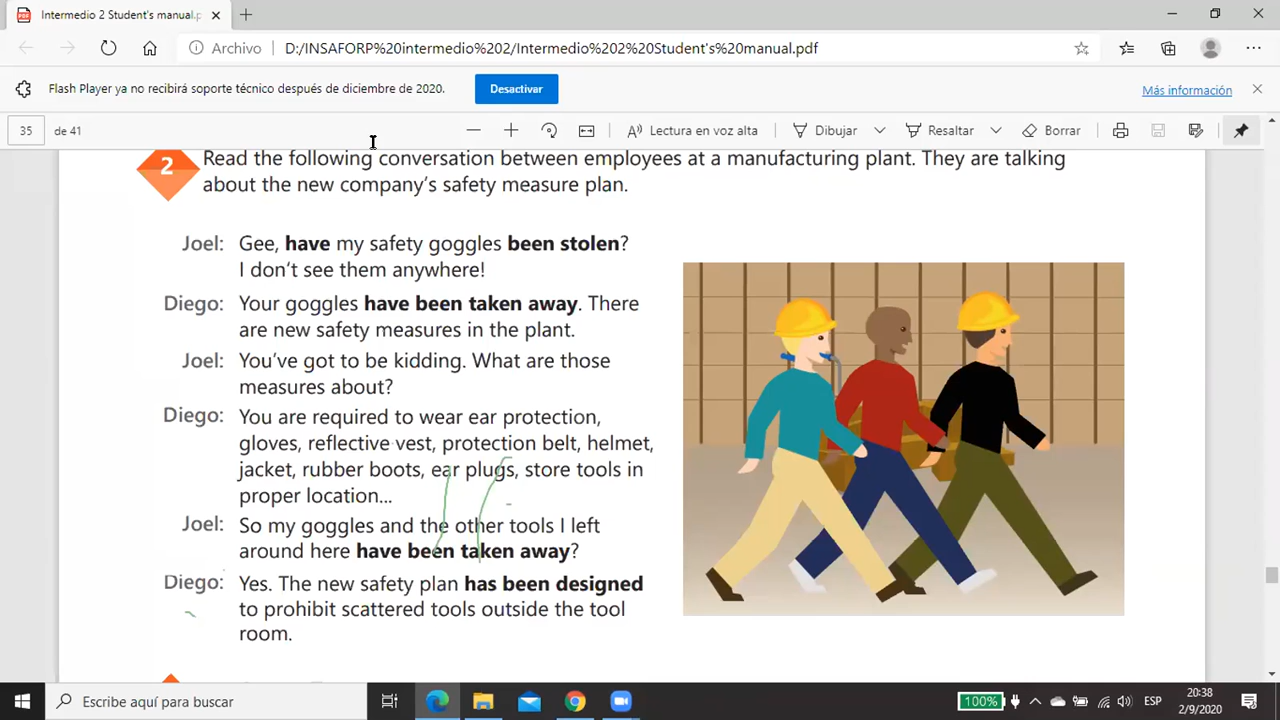 Intermedio 2 Student's manual.p
Archivo
D:/INSAFORP%20intermedio%202/Intermedio%202%20Student's%20manual.pdf
Flash Player ya no recibirá soporte técnico después de diciembre de 2020.
Desactivar
Más información
35
de 41
Lectura en voz alta
Dibujar
Resaltar
Borrar
2
Read the following conversation between employees at a manufacturing plant. They are talking
about the new company's safety measure plan.
Joel: Gee, have my safety goggles been stolen?
I don't see them anywhere!
Diego: Your goggles have been taken away. There
are new safety measures in the plant.
Joel: You've got to be kidding. What are those
measures about?
Diego: You are required to wear ear protection,
gloves, reflective vest, protection belt, helmet,
jacket, rubber boots, ear plugs, store tools in
proper location...
Joel: So my goggles and the other tools I left
around here have been taken away?
Diego: Yes. The new safety plan has been designed
to prohibit scattered tools outside the tool
room.
Escribe aquí para buscar
100%
ESP
20:38
2/9/2020